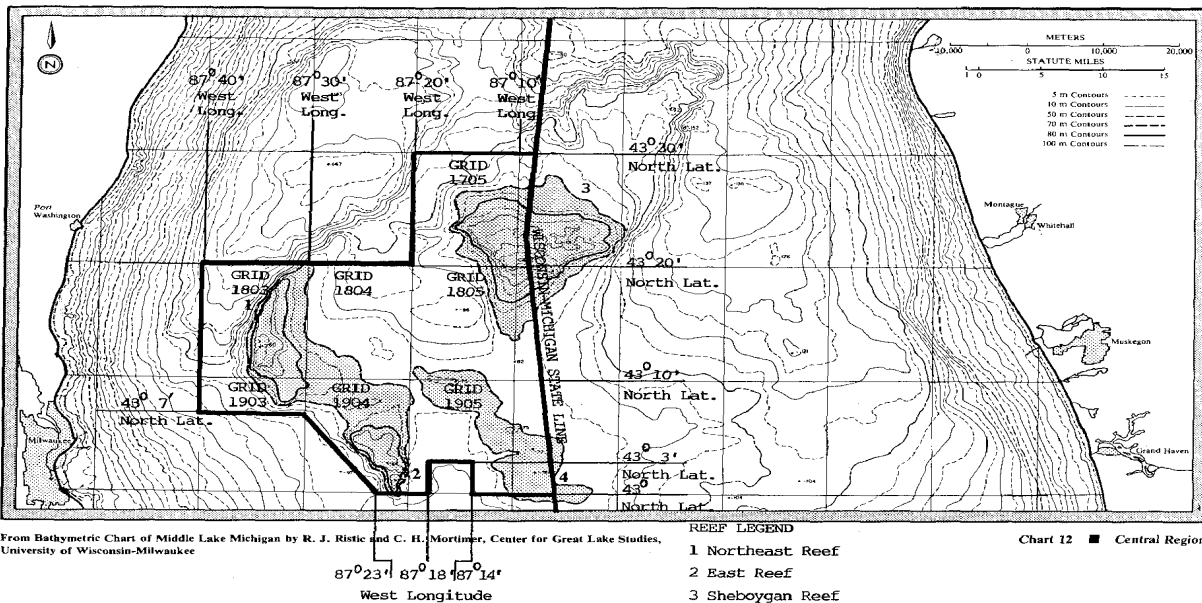 METERS
10,000 0 10,000 20,000
STATUTE MILES
1 0 5 10 15
5 m Contours
10 m Contours
50 m Contours
70 m Contours
80 m Contours
100 m Contours
N
87° 40' 87° 30' 87° 20' 87° 10'
West West West West
Long. Long. Long. Long.
GRID
1705
3
43° 30'
North Lat.
Port
Washington
Montague
Whitehall
WISCONSIN-MICHIGAN STATE LINE
GRID
1803
1
GRID
1804
GRID
1805
43° 20'
North Lat.
Muskegon
GRID
1903
GRID
1904
GRID
1905
43° 10'
North Lat.
43° 7'
North Lat.
Milwaukee
2
4
43° 3'
North Lat.
43°
North Lat.
Grand Haven
From Bathymetric Chart of Middle Lake Michigan by R. J. Ristic and C. H. Mortimer, Center for Great Lake Studies,
University of Wisconsin-Milwaukee
87° 23' 87° 18' 87° 14'
West Longitude
REEF LEGEND
1 Northeast Reef
2 East Reef
3 Sheboygan Reef
Chart 12 ■ Central Region